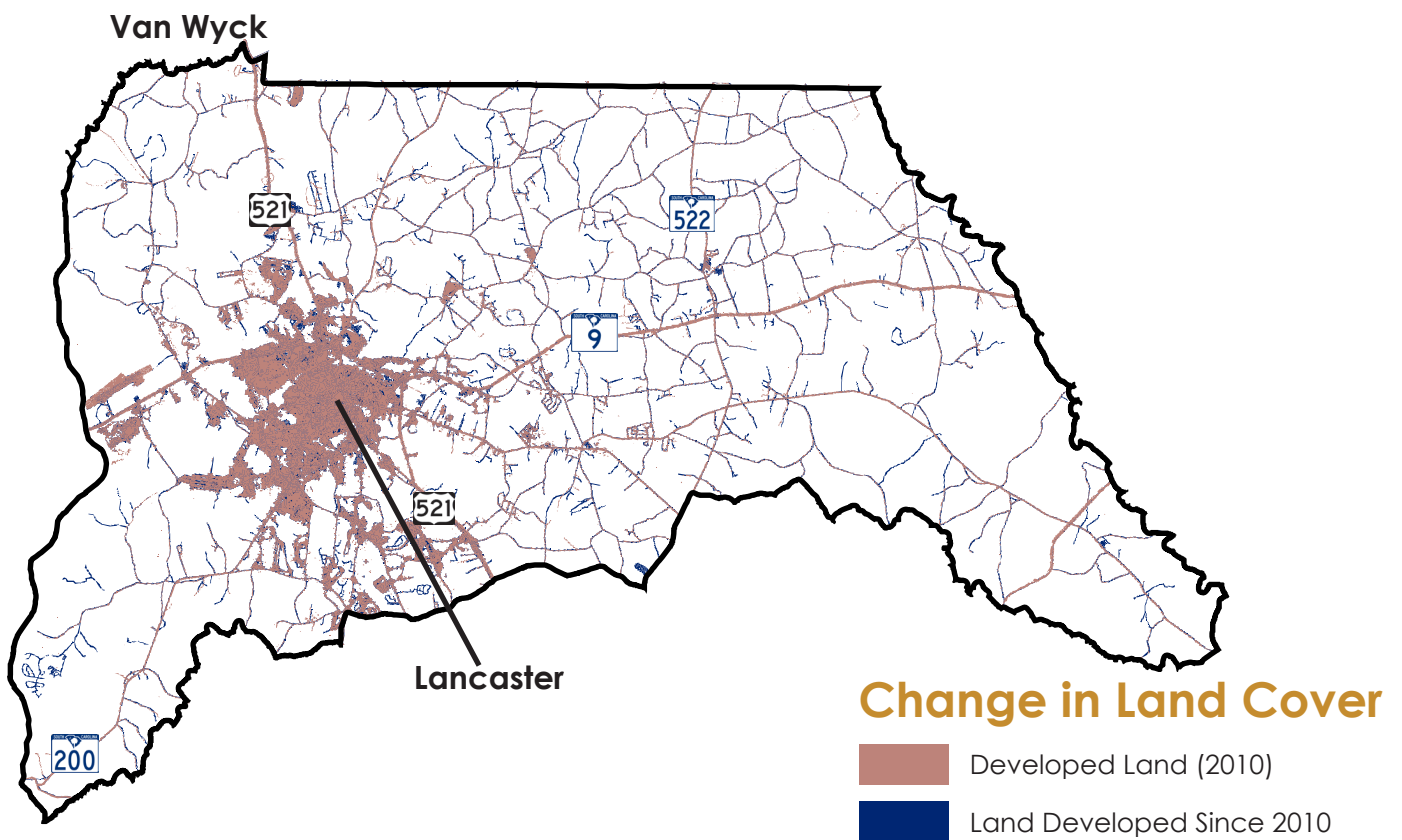 Van Wyck
521
522
9
521
Lancaster
200
Change in Land Cover
Developed Land (2010)
Land Developed Since 2010